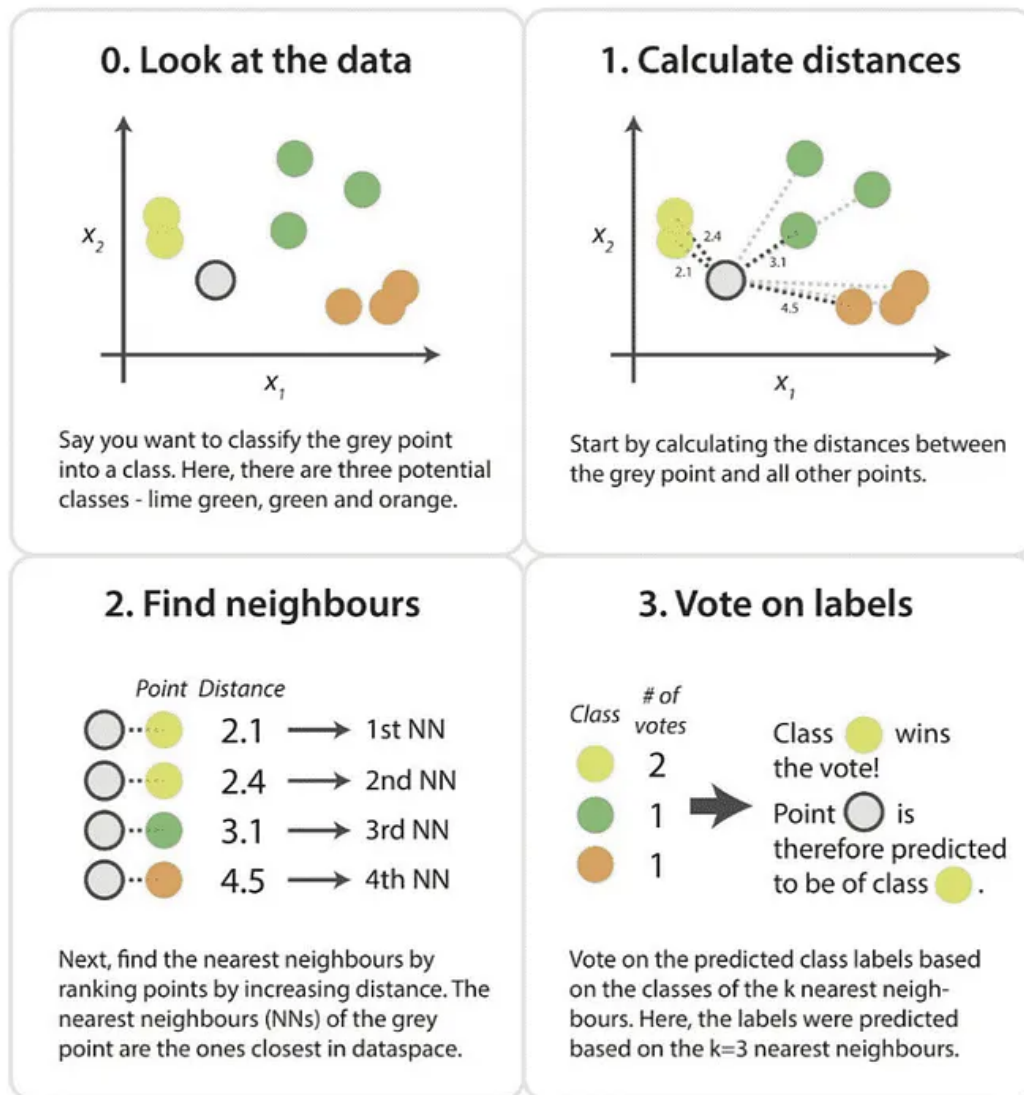 0. Look at the data
x2
x1
Say you want to classify the grey point
into a class. Here, there are three potential
classes - lime green, green and orange.
1. Calculate distances
x2
2.4
2.1
3.1
4.5
x1
Start by calculating the distances between
the grey point and all other points.
2. Find neighbours
Point Distance
2.1 1st NN
2.4 2nd NN
3.1 3rd NN
4.5 4th NN
Next, find the nearest neighbours by
ranking points by increasing distance. The
nearest neighbours (NNs) of the grey
point are the ones closest in dataspace.
3. Vote on labels
Class # of
votes
2
1
1
Class wins
the vote!
Point is
therefore predicted
to be of class .
Vote on the predicted class labels based
on the classes of the k nearest neigh-
bours. Here, the labels were predicted
based on the k=3 nearest neighbours.